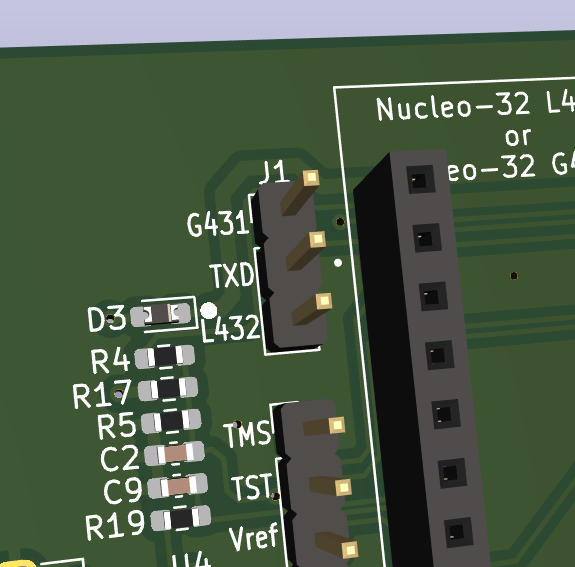 Nucleo-32 L4
or
eo-32 G4
J1
G431
TXD
L432
D3
R4
R17
R5
C2
C9
R19
TMS
TST
Vref
U4